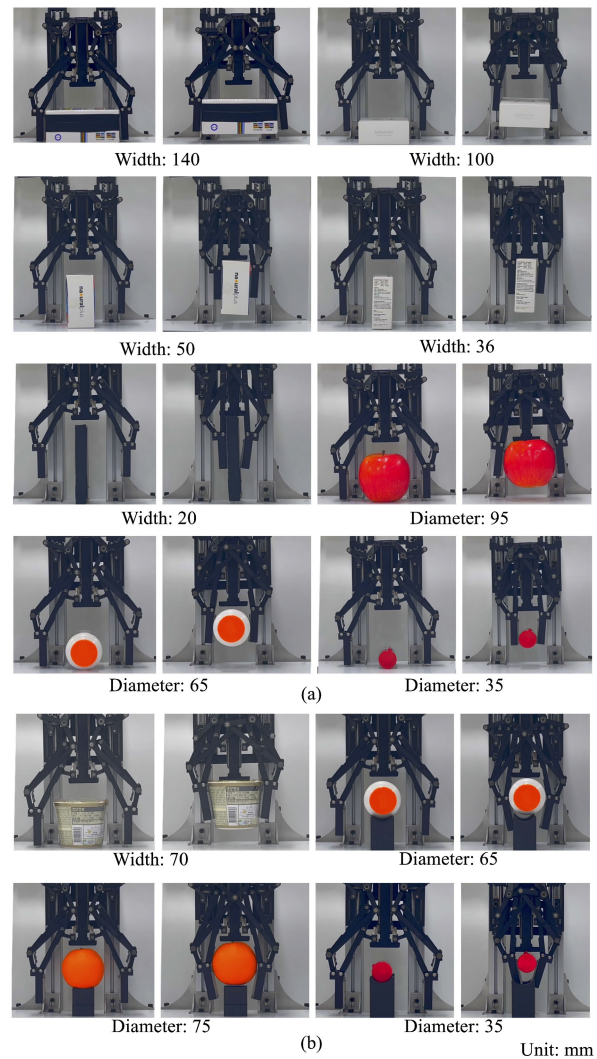 Width: 140
Width: 100
Width: 50
Width: 36
Width: 20
Diameter: 95
Diameter: 65
Diameter: 35
(a)
Width: 70
Diameter: 65
Diameter: 75
Diameter: 35
(b)
Unit: mm